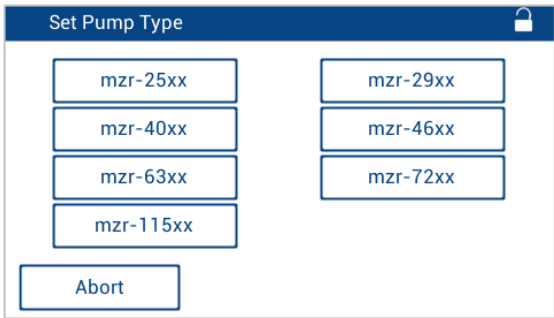 Set Pump Type
mzr-25xx
mzr-29xx
mzr-40xx
mzr-46xx
mzr-63xx
mzr-72xx
mzr-115xx
Abort